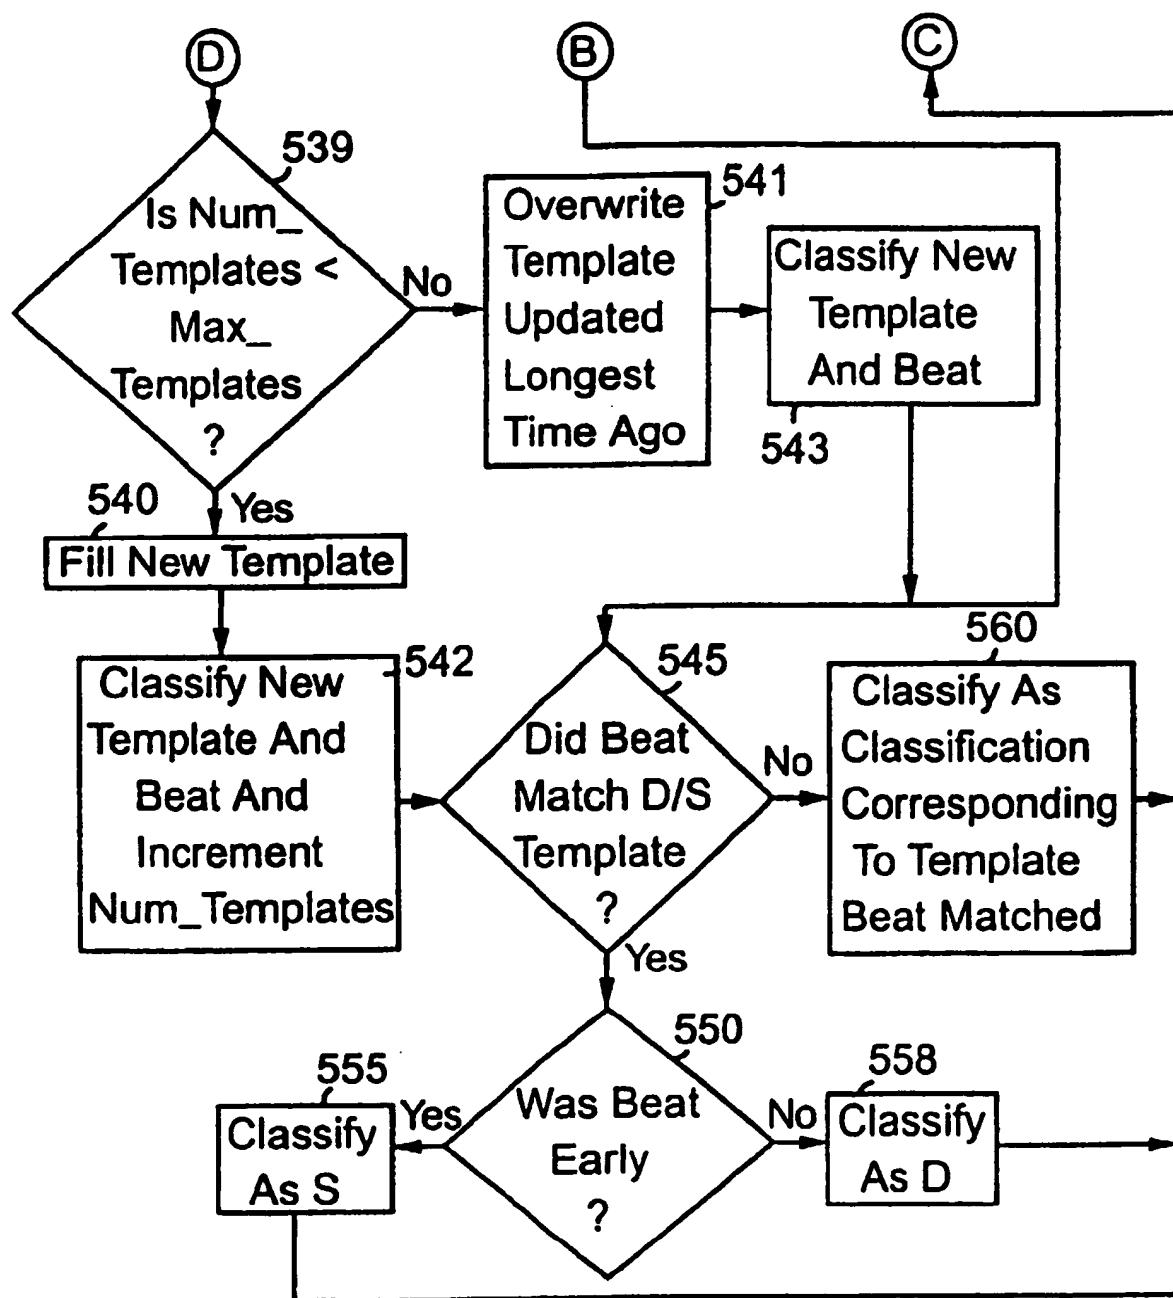 D
B
C
539
Is Num_
Templates <
Max_
Templates
?
No
541
Overwrite
Template
Updated
Longest
Time Ago
Classify New
Template
And Beat
543
540
Yes
Fill New Template
542
Classify New
Template And
Beat And
Increment
Num_Templates
545
Did Beat
Match D/S
Template
?
No
560
Classify As
Classification
Corresponding
To Template
Beat Matched
Yes
550
Was Beat
Early
?
Yes
555
Classify
As S
No
558
Classify
As D